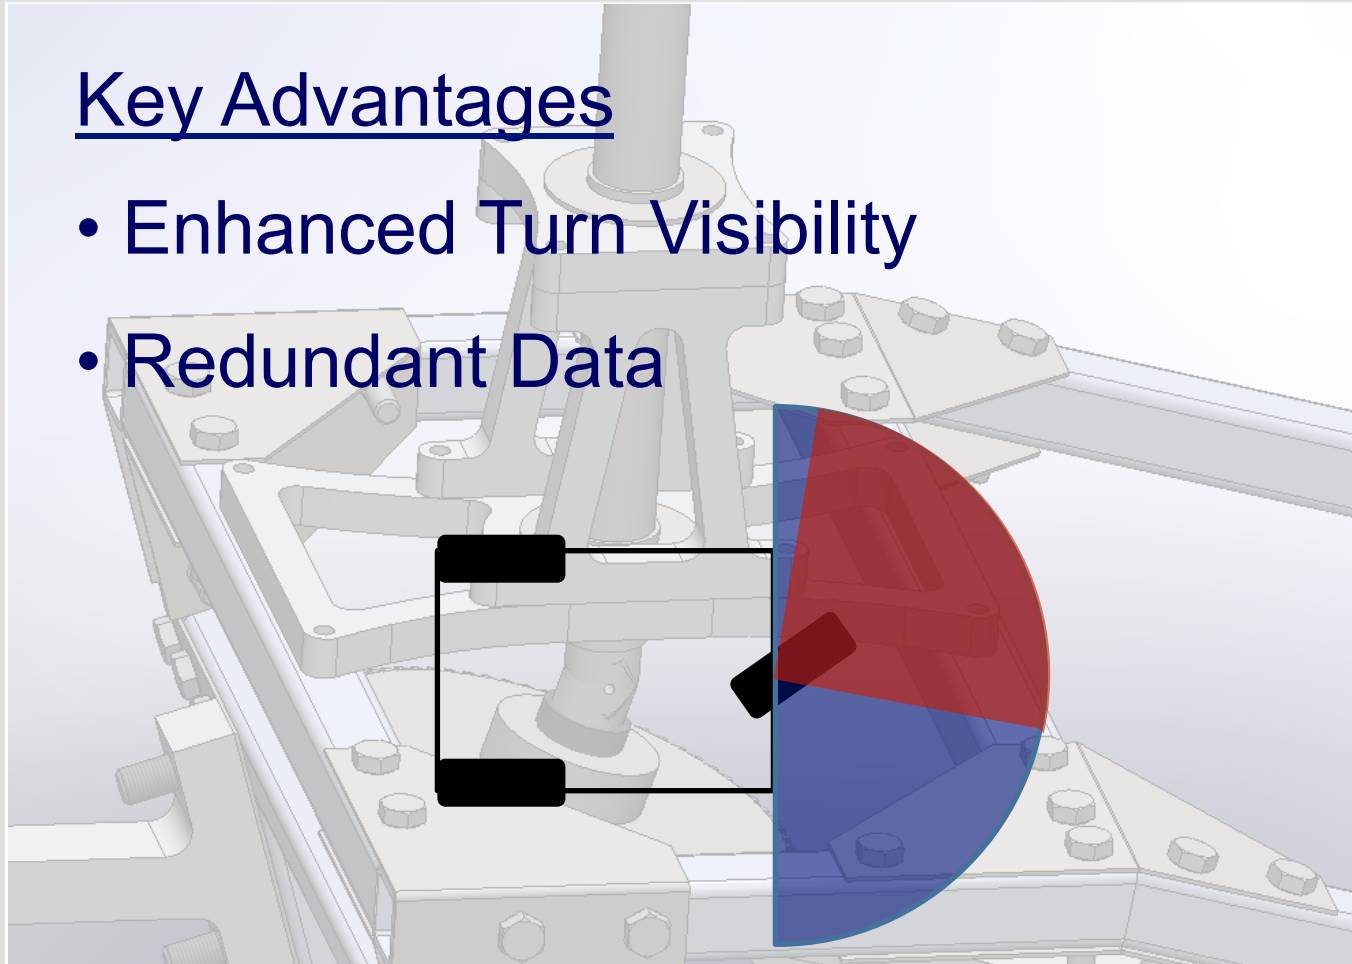 Key Advantages
• Enhanced Turn Visibility
• Redundant Data